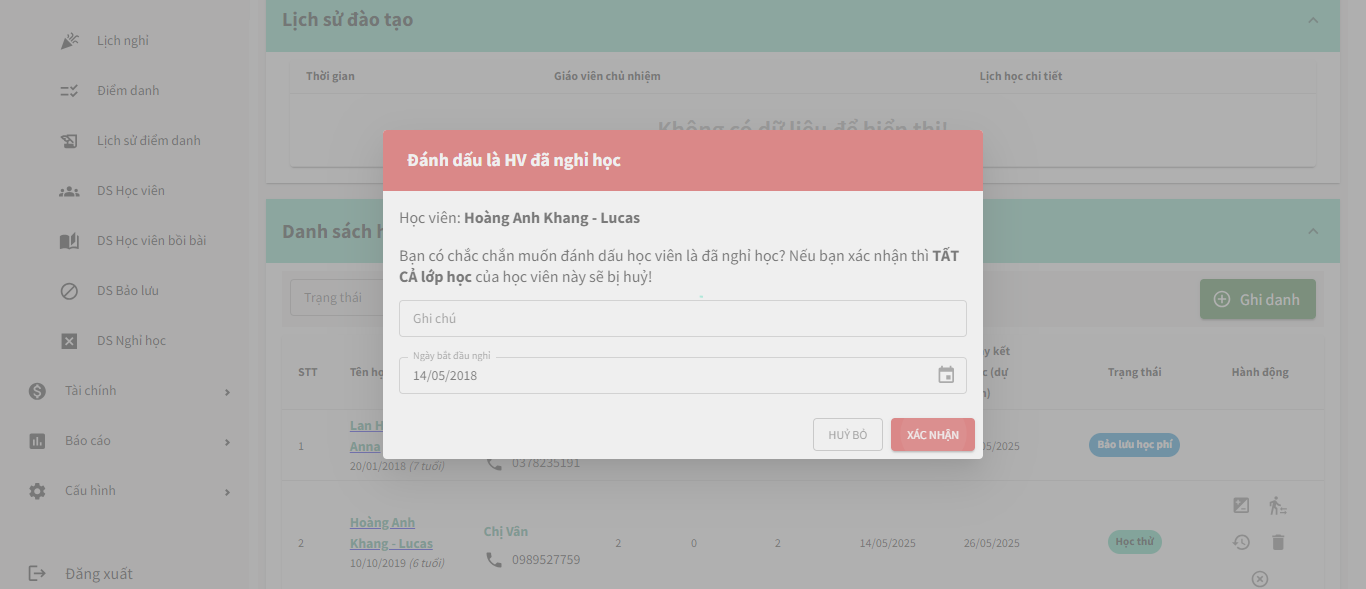 Lịch sử đào tạo
Lịch nghỉ
Thời gian
Giáo viên chủ nhiệm
Lịch học chi tiết
Điểm danh
Không có dữ liệu để hiển thị!
Lịch sử điểm danh
DS Học viên
DS Học viên bồi bài
DS Bảo lưu
DS Nghỉ học
Tài chính
Báo cáo
Cấu hình
Đăng xuất
Đánh dấu là HV đã nghỉ học
Học viên: Hoàng Anh Khang - Lucas
Bạn có chắc chắn muốn đánh dấu học viên là đã nghỉ học? Nếu bạn xác nhận thì TẤT
CẢ lớp học của học viên này sẽ bị huỷ!
Ghi chú
Ngày bắt đầu nghỉ
14/05/2018
HUỶ BỎ
XÁC NHẬN
Danh sách
Trạng thái
Ghi danh
STT
Tên
Trạng thái
Hành động
kết
(dự
1
Lan
Anna
20/01/2018 (7 tuổi)
0378235191
05/2025
Bảo lưu học phí
2
Hoàng Anh
Khang - Lucas
10/10/2019 (6 tuổi)
Chị Vân
0989527759
2
0
2
14/05/2025
26/05/2025
Học thử